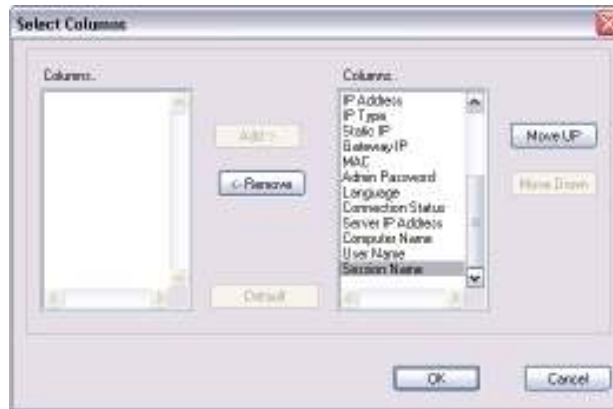 Select Columns
Columns..
Columns..
IP Address
IP Type
Static IP
Gateway IP
MAC
Admin Password
Language
Connection Status
Server IP Address
Computer Name
User Name
Session Name
Add->
<-Remove
Default
Move UP
Move Down
OK
Cancel